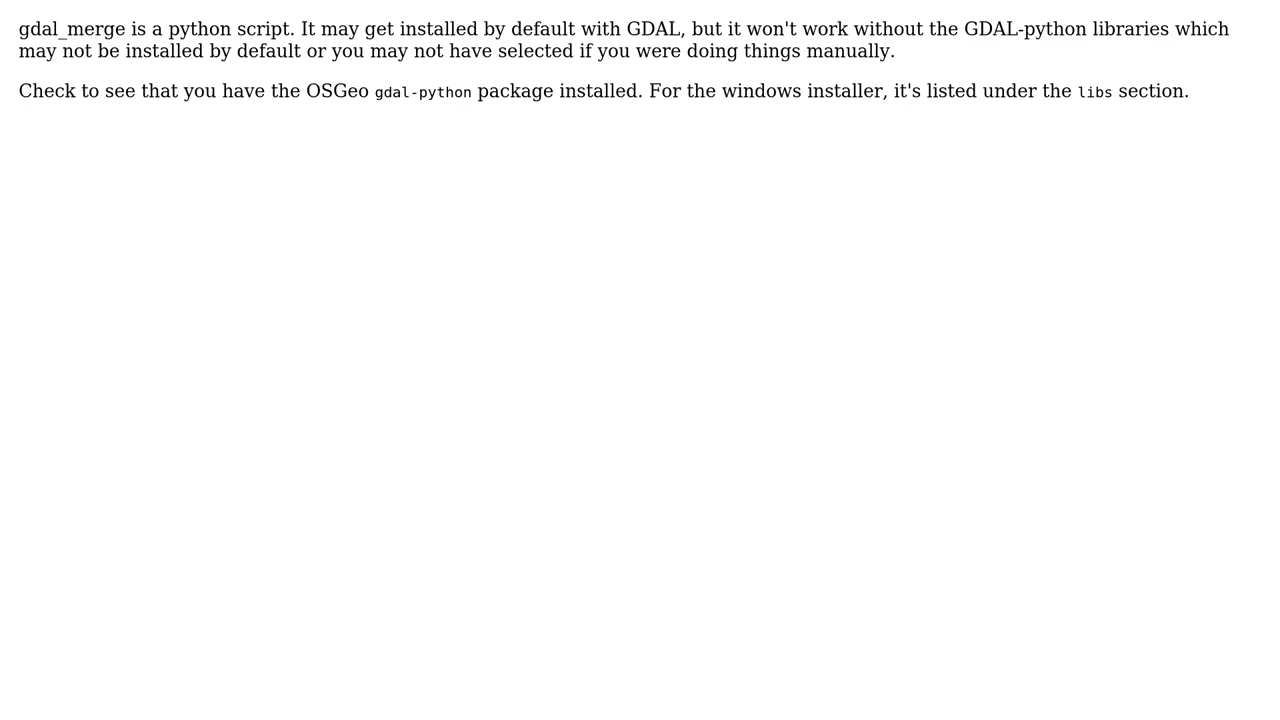 gdal_merge is a python script. It may get installed by default with GDAL, but it won't work without the GDAL-python libraries which
may not be installed by default or you may not have selected if you were doing things manually.
Check to see that you have the OSGeo gdal-python package installed. For the windows installer, it's listed under the libs section.